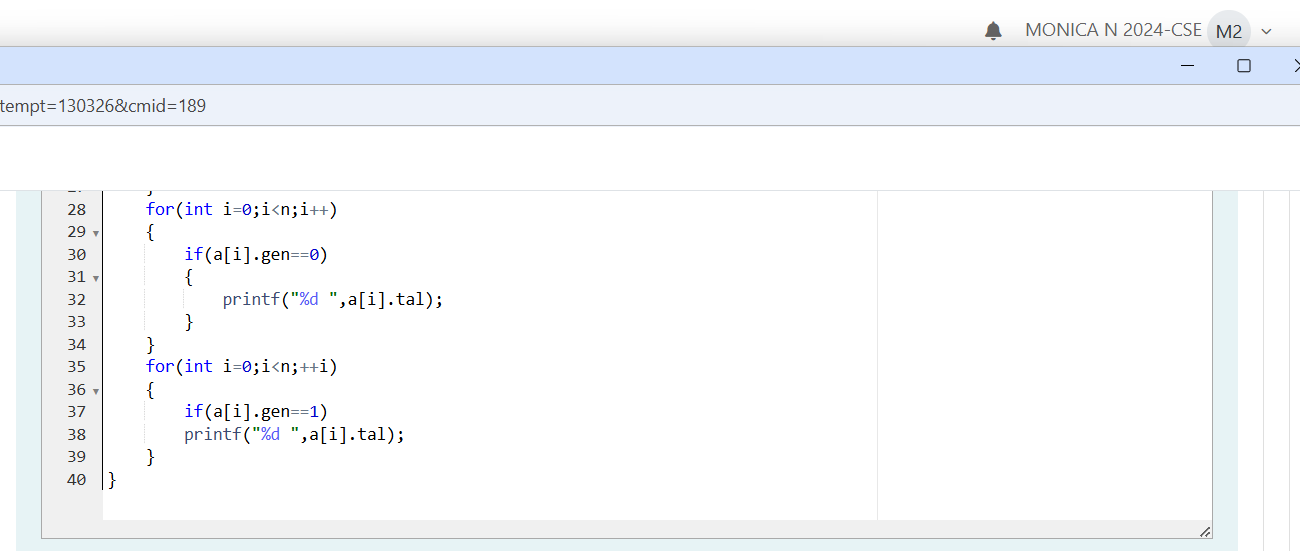 MONICA N 2024-CSE M2
tempt=130326&cmid=189
28 for(int i=0;i<n;i++)
29 {
30 if(a[i].gen==0)
31 {
32 printf("%d ",a[i].tal);
33 }
34 }
35 for(int i=0;i<n;++i)
36 {
37 if(a[i].gen==1)
38 printf("%d ",a[i].tal);
39 }
40 }